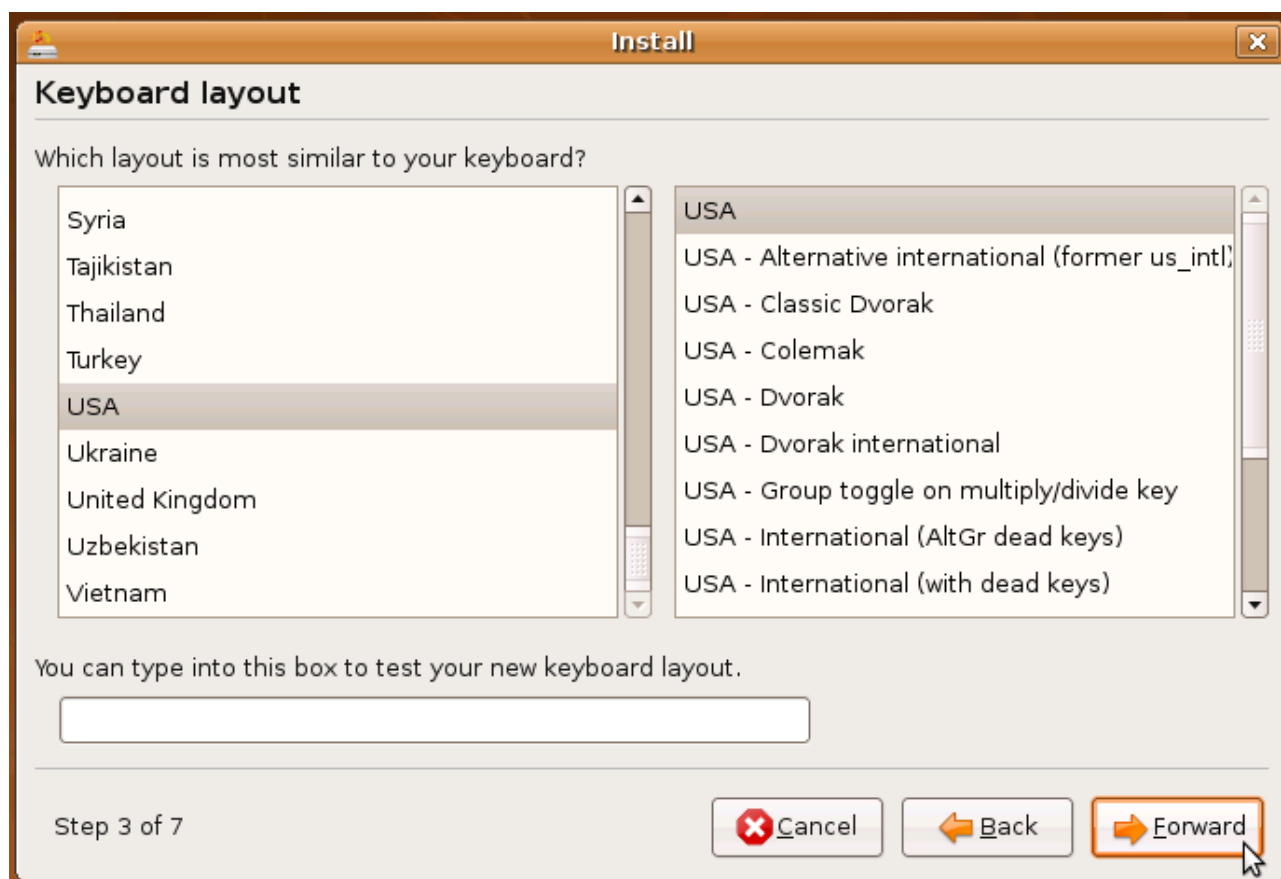 Install
Keyboard layout
Which layout is most similar to your keyboard?
Syria
Tajikistan
Thailand
Turkey
USA
Ukraine
United Kingdom
Uzbekistan
Vietnam
USA
USA - Alternative international (former us_intl)
USA - Classic Dvorak
USA - Colemak
USA - Dvorak
USA - Dvorak international
USA - Group toggle on multiply/divide key
USA - International (AltGr dead keys)
USA - International (with dead keys)
You can type into this box to test your new keyboard layout.
Step 3 of 7
Cancel
Back
Forward